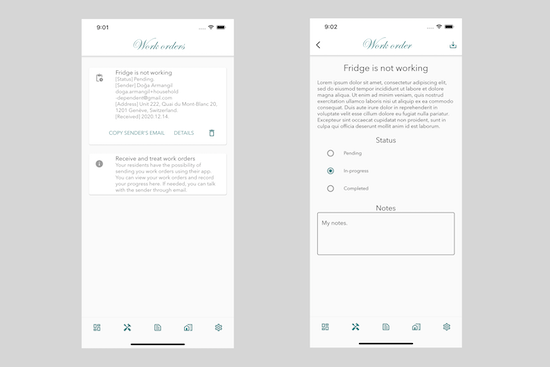 9:01
Work orders
Fridge is not working
[Status] Pending
[Sender] Doğa Armangil
doga.armangil+household
-dependent@gmail.com
[Address] Unit 222, Quai du Mont-Blanc 20,
1201 Genève, Switzerland
[Received] 2020-12-14
COPY SENDER'S EMAIL DETAILS
Receive and treat work orders
Your residents have the possibility of
sending you work orders using their app.
You can view your work orders and record
your progress here. If needed, you can talk
with the sender through email.
9:02
Work order
Fridge is not working
Lorem ipsum dolor sit amet, consectetur adipiscing elit,
sed do eiusmod tempor incididunt ut labore et dolore
magna aliqua. Ut enim ad minim veniam, quis nostrud
exercitation ullamco laboris nisi ut aliquip ex ea commodo
consequat. Duis aute irure dolor in reprehenderit in
voluptate velit esse cillum dolore eu fugiat nulla pariatur.
Excepteur sint occaecat cupidatat non proident, sunt in
culpa qui officia deserunt mollit anim id est laborum.
Status
Pending
In-progress
Completed
Notes
My notes.